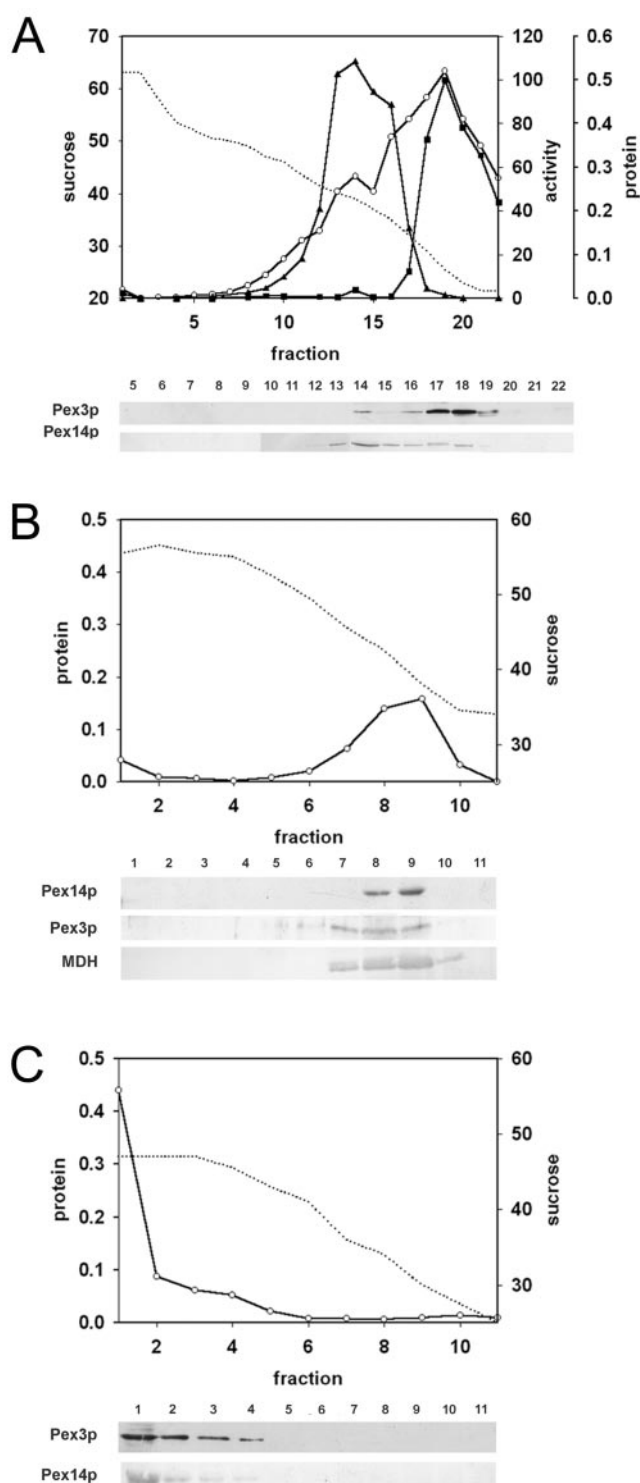 A
70
60
50
40
30
20
sucrose
120
100
80
60
40
20
0
activity
0.6
0.5
0.4
0.3
0.2
0.1
0.0
protein
5 10 15 20
fraction
5 6 7 8 9 10 11 12 13 14 15 16 17 18 19 20 21 22
Pex3p
Pex14p
B
0.5
0.4
0.3
0.2
0.1
0.0
protein
60
50
40
30
sucrose
2 4 6 8 10
fraction
1 2 3 4 5 6 7 8 9 10 11
Pex14p
Pex3p
MDH
C
0.5
0.4
0.3
0.2
0.1
0.0
protein
60
50
40
30
sucrose
2 4 6 8 10
fraction
1 2 3 4 5 6 7 8 9 10 11
Pex3p
Pex14p